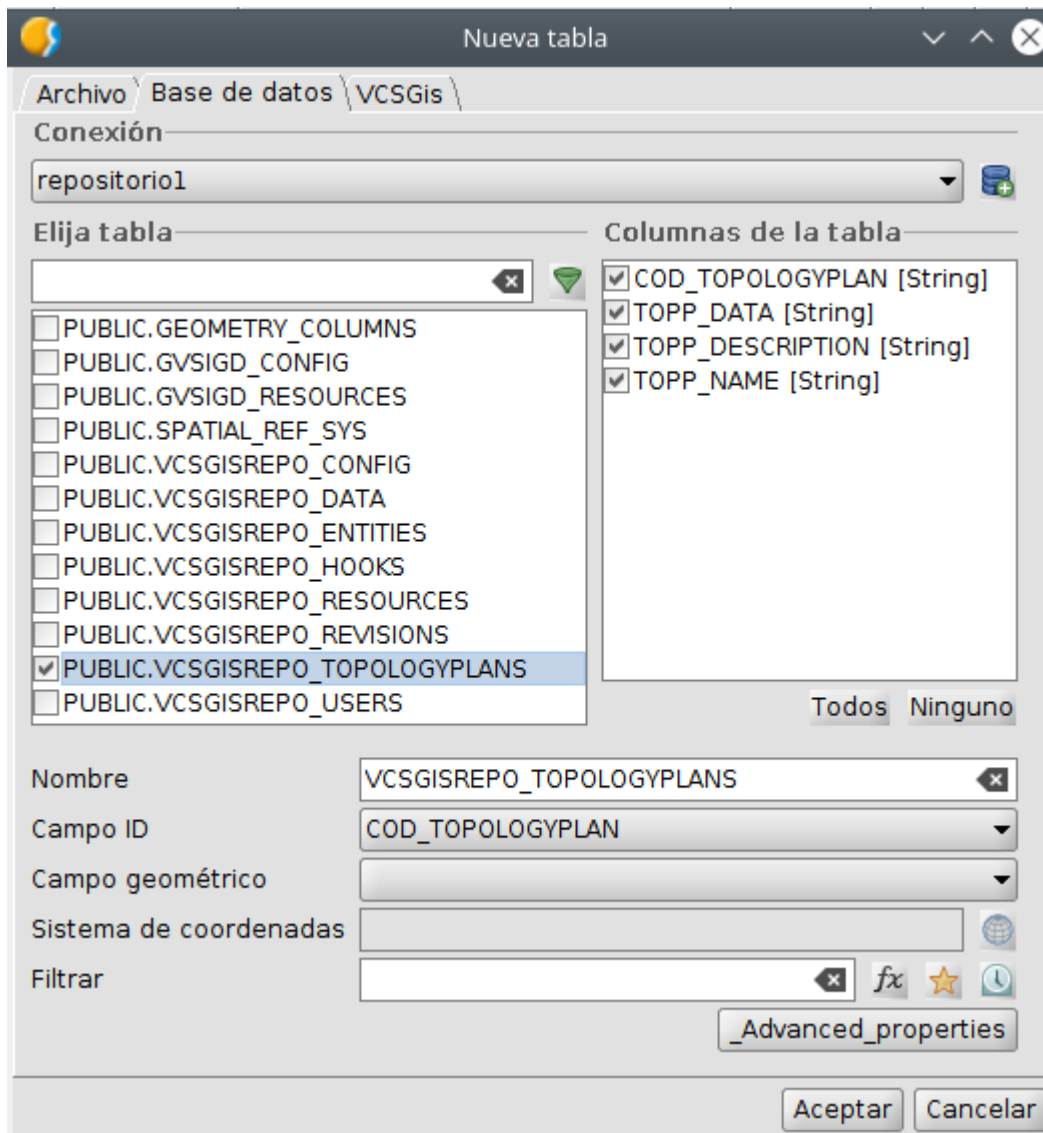 Nueva tabla
Archivo Base de datos VCSGis
Conexión
repositorio1
Elija tabla
PUBLIC.GEOMETRY_COLUMNS
PUBLIC.GVSIGD_CONFIG
PUBLIC.GVSIGD_RESOURCES
PUBLIC.SPATIAL_REF_SYS
PUBLIC.VCSGISREPO_CONFIG
PUBLIC.VCSGISREPO_DATA
PUBLIC.VCSGISREPO_ENTITIES
PUBLIC.VCSGISREPO_HOOKS
PUBLIC.VCSGISREPO_RESOURCES
PUBLIC.VCSGISREPO_REVISIONS
PUBLIC.VCSGISREPO_TOPOLOGYPLANS
PUBLIC.VCSGISREPO_USERS
Columnas de la tabla
COD_TOPOLOGYPLAN [String]
TOPP_DATA [String]
TOPP_DESCRIPTION [String]
TOPP_NAME [String]
Todos Ninguno
Nombre VCSGISREPO_TOPOLOGYPLANS
Campo ID COD_TOPOLOGYPLAN
Campo geométrico
Sistema de coordenadas
Filtrar fx
_Advanced_properties
Aceptar Cancelar